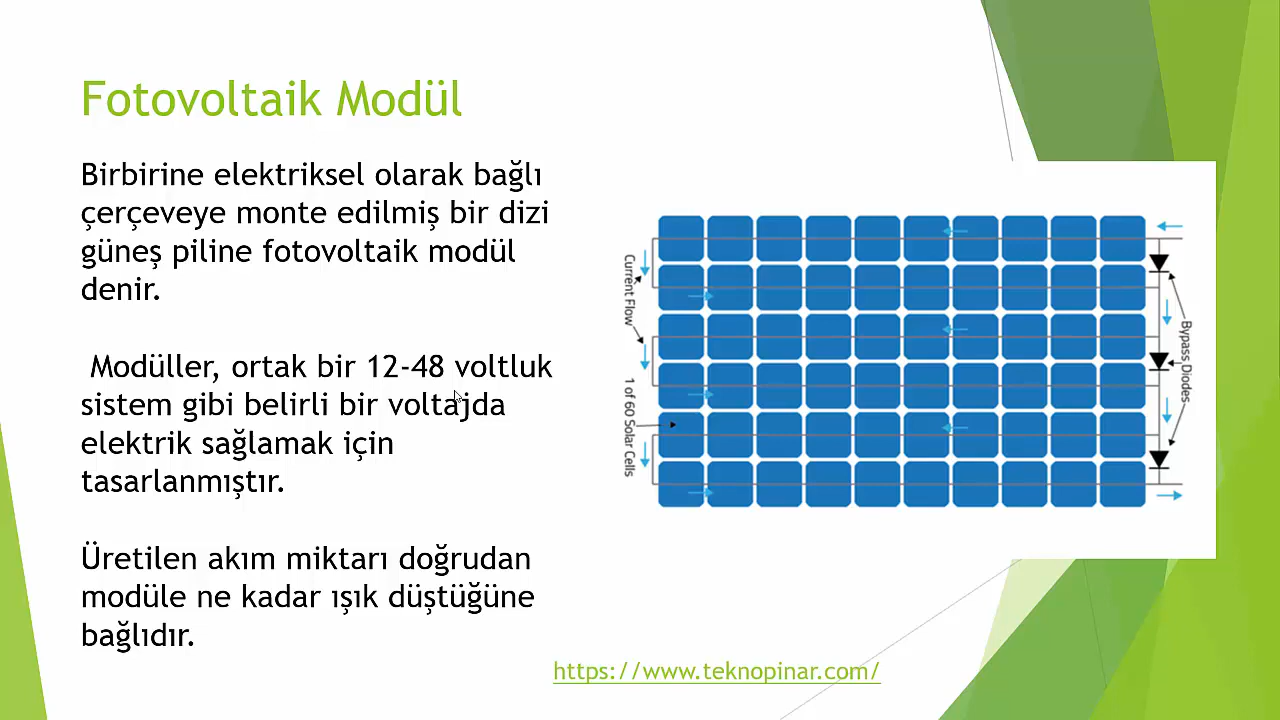 Fotovoltaik Modül
Birbirine elektriksel olarak bağlı
çerçeveye monte edilmiş bir dizi
güneş piline fotovoltaik modül
denir.
Modüller, ortak bir 12-48 voltluk
sistem gibi belirli bir voltajda
elektrik sağlamak için
tasarlanmıştır.
Üretilen akım miktarı doğrudan
modüle ne kadar ışık düştüğüne
bağlıdır.
Current Flow
1 of 60 Solar Cells
Bypass Diodes
https://www.teknopinar.com/